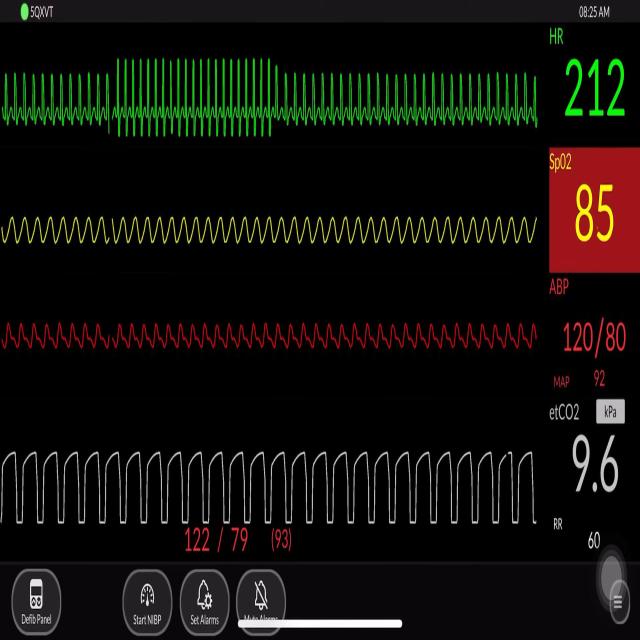 5QXVT
08:25 AM
HR
212
SpO2
85
ABP
120/80
MAP 92
etCO2 kPa
9.6
RR
60
122 / 79 (93)
Defib Panel
Start NIBP
Set Alarms
Mute Alarms